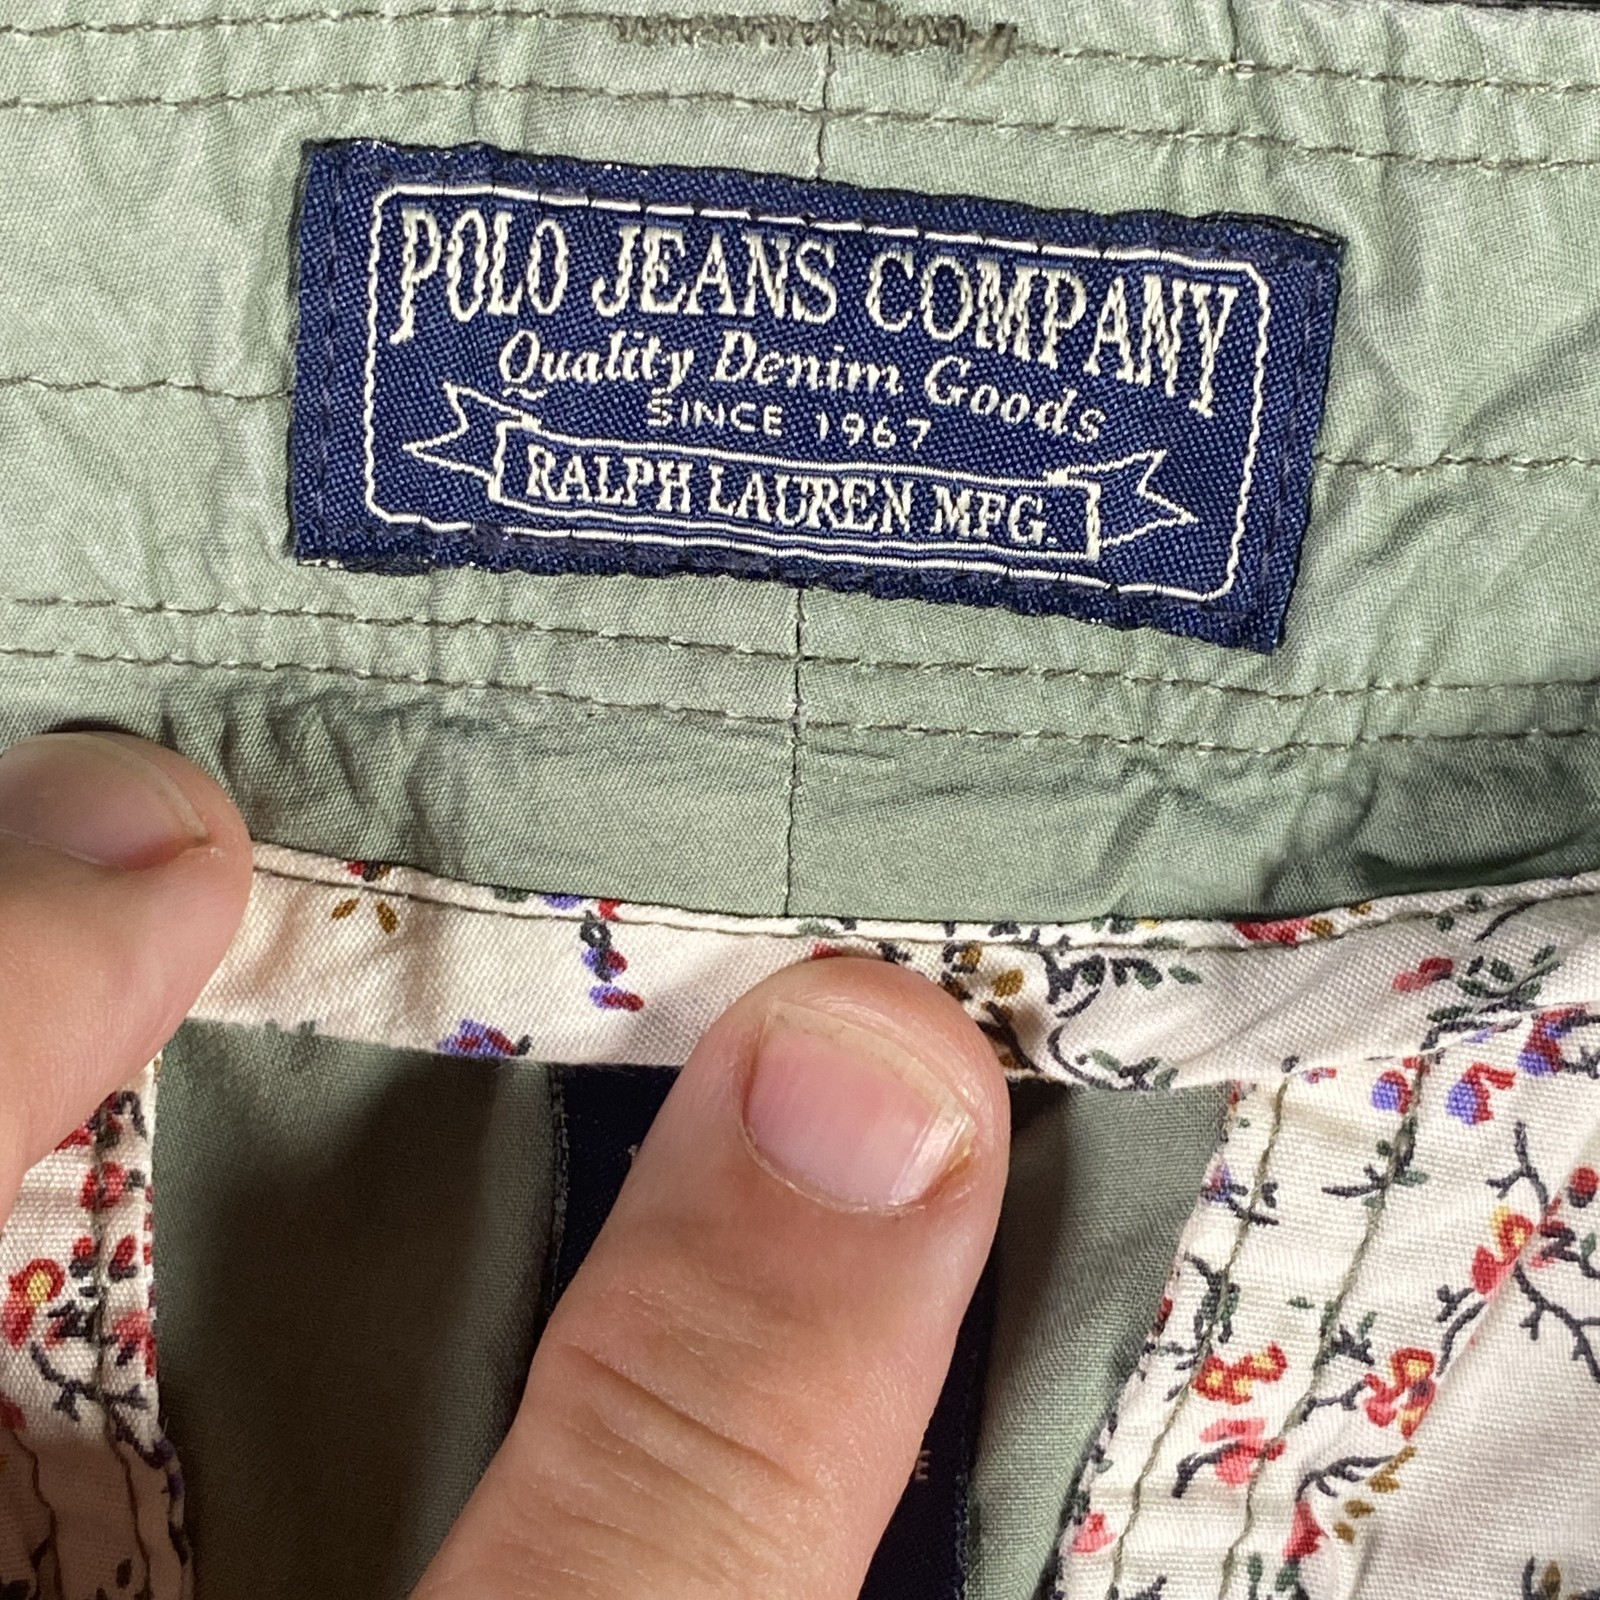 POLO JEANS COMPANY
Quality Denim Goods
SINCE 1967
RALPH LAUREN MFG.